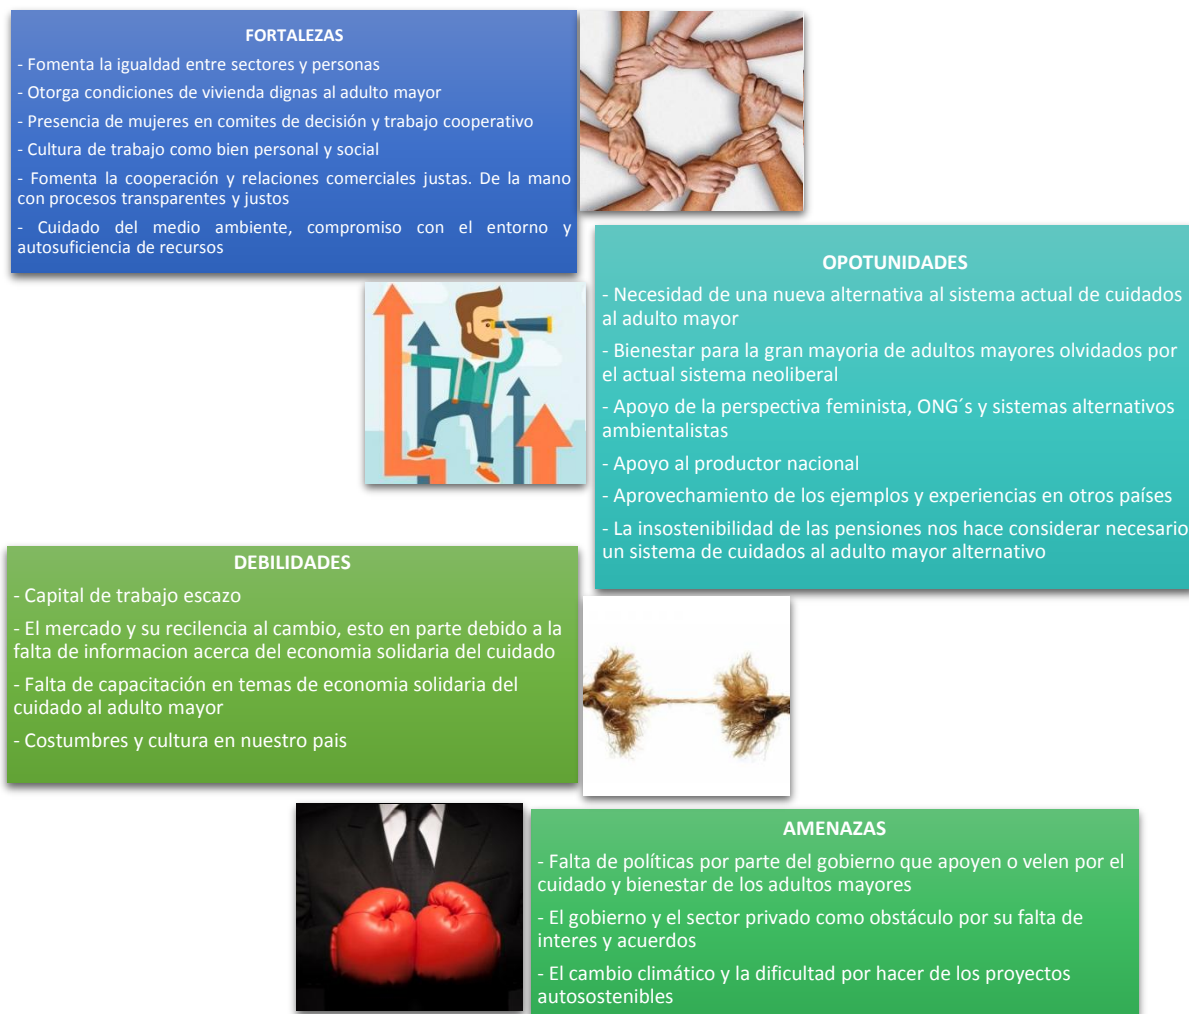 FORTALEZAS
- Fomenta la igualdad entre sectores y personas
- Otorga condiciones de vivienda dignas al adulto mayor
- Presencia de mujeres en comites de decisión y trabajo cooperativo
- Cultura de trabajo como bien personal y social
- Fomenta la cooperación y relaciones comerciales justas. De la mano
con procesos transparentes y justos
- Cuidado del medio ambiente, compromiso con el entorno y
autosuficiencia de recursos
OPOTUNIDADES
- Necesidad de una nueva alternativa al sistema actual de cuidados
al adulto mayor
- Bienestar para la gran mayoria de adultos mayores olvidados por
el actual sistema neoliberal
- Apoyo de la perspectiva feminista, ONG´s y sistemas alternativos
ambientalistas
- Apoyo al productor nacional
- Aprovechamiento de los ejemplos y experiencias en otros países
- La insostenibilidad de las pensiones nos hace considerar necesario
un sistema de cuidados al adulto mayor alternativo
DEBILIDADES
- Capital de trabajo escazo
- El mercado y su recilencia al cambio, esto en parte debido a la
falta de informacion acerca del economia solidaria del cuidado
- Falta de capacitación en temas de economia solidaria del
cuidado al adulto mayor
- Costumbres y cultura en nuestro pais
AMENAZAS
- Falta de políticas por parte del gobierno que apoyen o velen por el
cuidado y bienestar de los adultos mayores
- El gobierno y el sector privado como obstáculo por su falta de
interes y acuerdos
- El cambio climático y la dificultad por hacer de los proyectos
autosostenibles